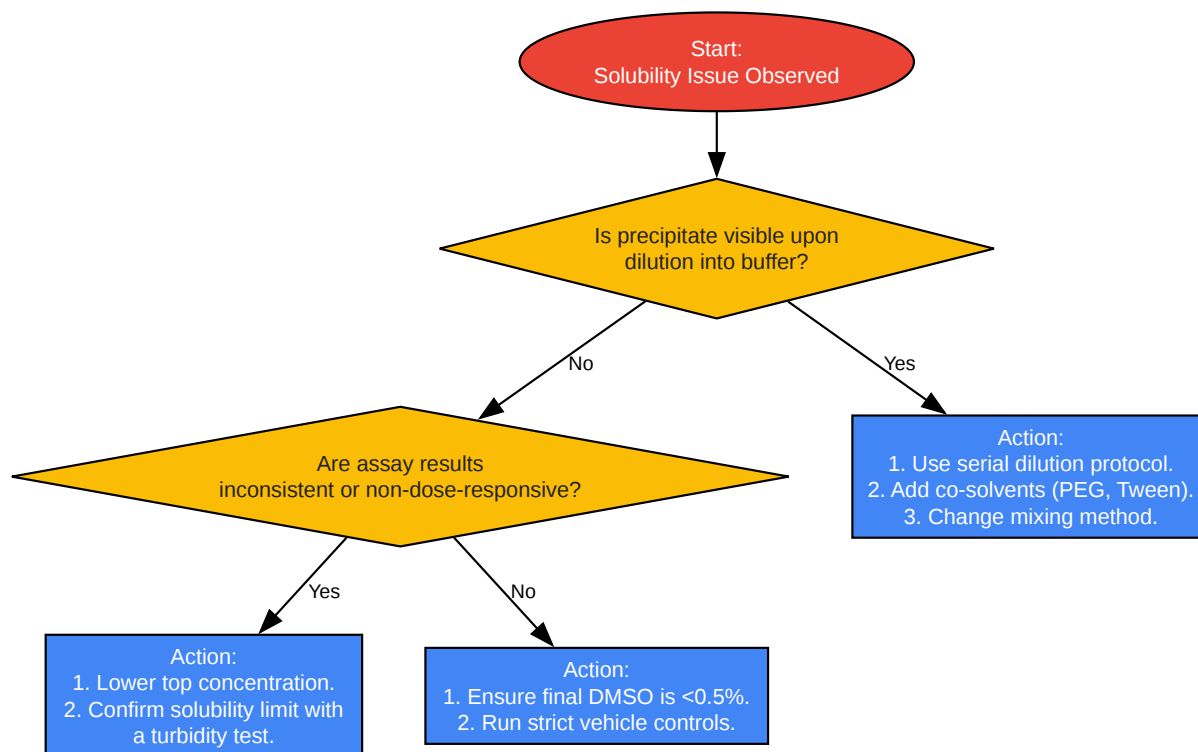 Start:
Solubility Issue Observed
Is precipitate visible upon
dilution into buffer?
No
Yes
Are assay results
inconsistent or non-dose-responsive?
Action:
1. Use serial dilution protocol.
2. Add co-solvents (PEG, Tween).
3. Change mixing method.
Yes
No
Action:
1. Lower top concentration.
2. Confirm solubility limit with
a turbidity test.
Action:
1. Ensure final DMSO is <0.5%.
2. Run strict vehicle controls.